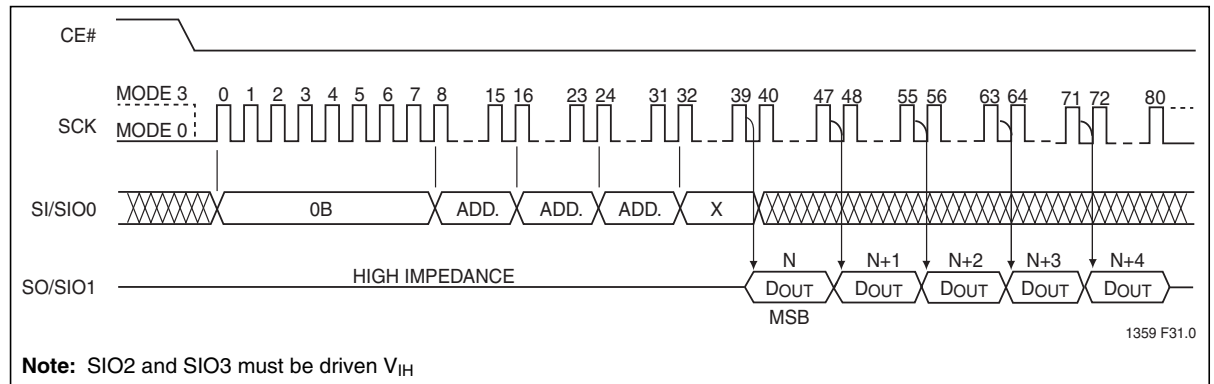 CE#
MODE 3
0 1 2 3 4 5 6 7 8 15 16 23 24 31 32 39 40 47 48 55 56 63 64 71 72 80
SCK
MODE 0
SI/SIO0
0B ADD. ADD. ADD. X
N N+1 N+2 N+3 N+4
SO/SIO1
HIGH IMPEDANCE
DOUT DOUT DOUT DOUT DOUT
MSB
1359 F31.0
Note: SIO2 and SIO3 must be driven VIH